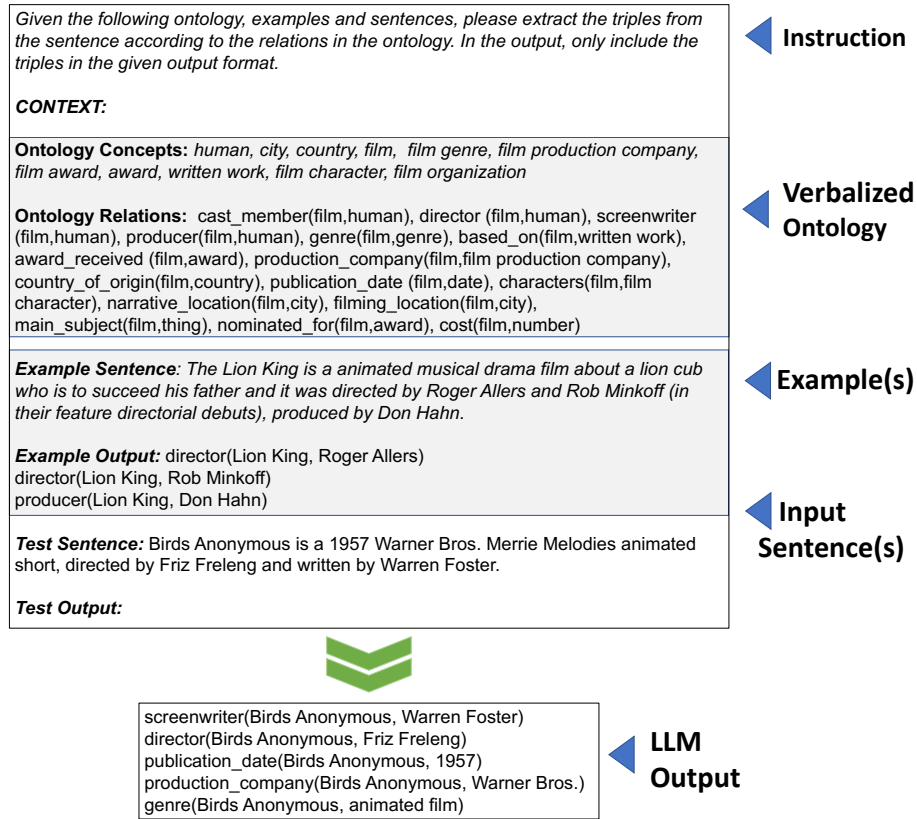 Given the following ontology, examples and sentences, please extract the triples from
the sentence according to the relations in the ontology. In the output, only include the
triples in the given output format.
Instruction
CONTEXT:
Ontology Concepts: human, city, country, film, film genre, film production company,
film award, award, written work, film character, film organization
Ontology Relations: cast_member(film,human), director (film,human), screenwriter
(film,human), producer(film,human), genre(film,genre), based_on(film,written work),
award_received (film,award), production_company(film,film production company),
country_of_origin(film,country), publication_date (film,date), characters(film,film
character), narrative_location(film,city), filming_location(film,city),
main_subject(film,thing), nominated_for(film,award), cost(film,number)
Verbalized
Ontology
Example Sentence: The Lion King is a animated musical drama film about a lion cub
who is to succeed his father and it was directed by Roger Allers and Rob Minkoff (in
their feature directorial debuts), produced by Don Hahn.
Example(s)
Example Output: director(Lion King, Roger Allers)
director(Lion King, Rob Minkoff)
producer(Lion King, Don Hahn)
Input
Sentence(s)
Test Sentence: Birds Anonymous is a 1957 Warner Bros. Merrie Melodies animated
short, directed by Friz Freleng and written by Warren Foster.
Test Output:
screenwriter(Birds Anonymous, Warren Foster)
director(Birds Anonymous, Friz Freleng)
publication_date(Birds Anonymous, 1957)
production_company(Birds Anonymous, Warner Bros.)
genre(Birds Anonymous, animated film)
LLM
Output